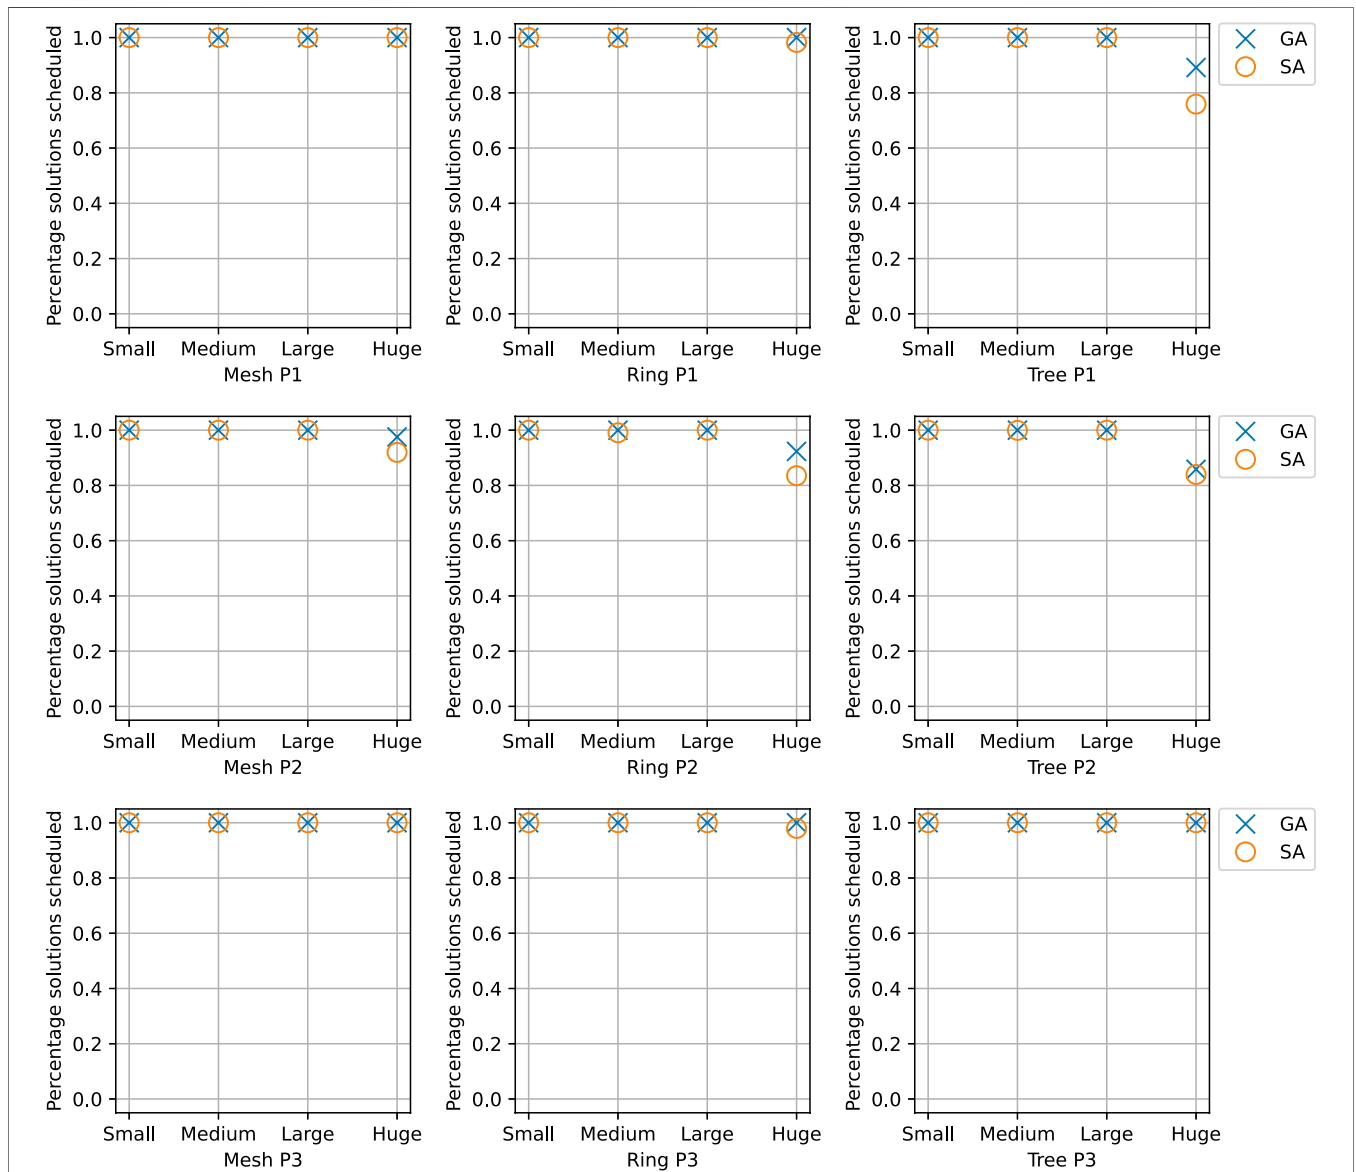 Percentage solutions scheduled
1.0
0.8
0.6
0.4
0.2
0.0
Small Medium Large Huge
Mesh P1
Percentage solutions scheduled
1.0
0.8
0.6
0.4
0.2
0.0
Small Medium Large Huge
Ring P1
Percentage solutions scheduled
1.0
0.8
0.6
0.4
0.2
0.0
Small Medium Large Huge
Tree P1
GA
SA
Percentage solutions scheduled
1.0
0.8
0.6
0.4
0.2
0.0
Small Medium Large Huge
Mesh P2
Percentage solutions scheduled
1.0
0.8
0.6
0.4
0.2
0.0
Small Medium Large Huge
Ring P2
Percentage solutions scheduled
1.0
0.8
0.6
0.4
0.2
0.0
Small Medium Large Huge
Tree P2
GA
SA
Percentage solutions scheduled
1.0
0.8
0.6
0.4
0.2
0.0
Small Medium Large Huge
Mesh P3
Percentage solutions scheduled
1.0
0.8
0.6
0.4
0.2
0.0
Small Medium Large Huge
Ring P3
Percentage solutions scheduled
1.0
0.8
0.6
0.4
0.2
0.0
Small Medium Large Huge
Tree P3
GA
SA